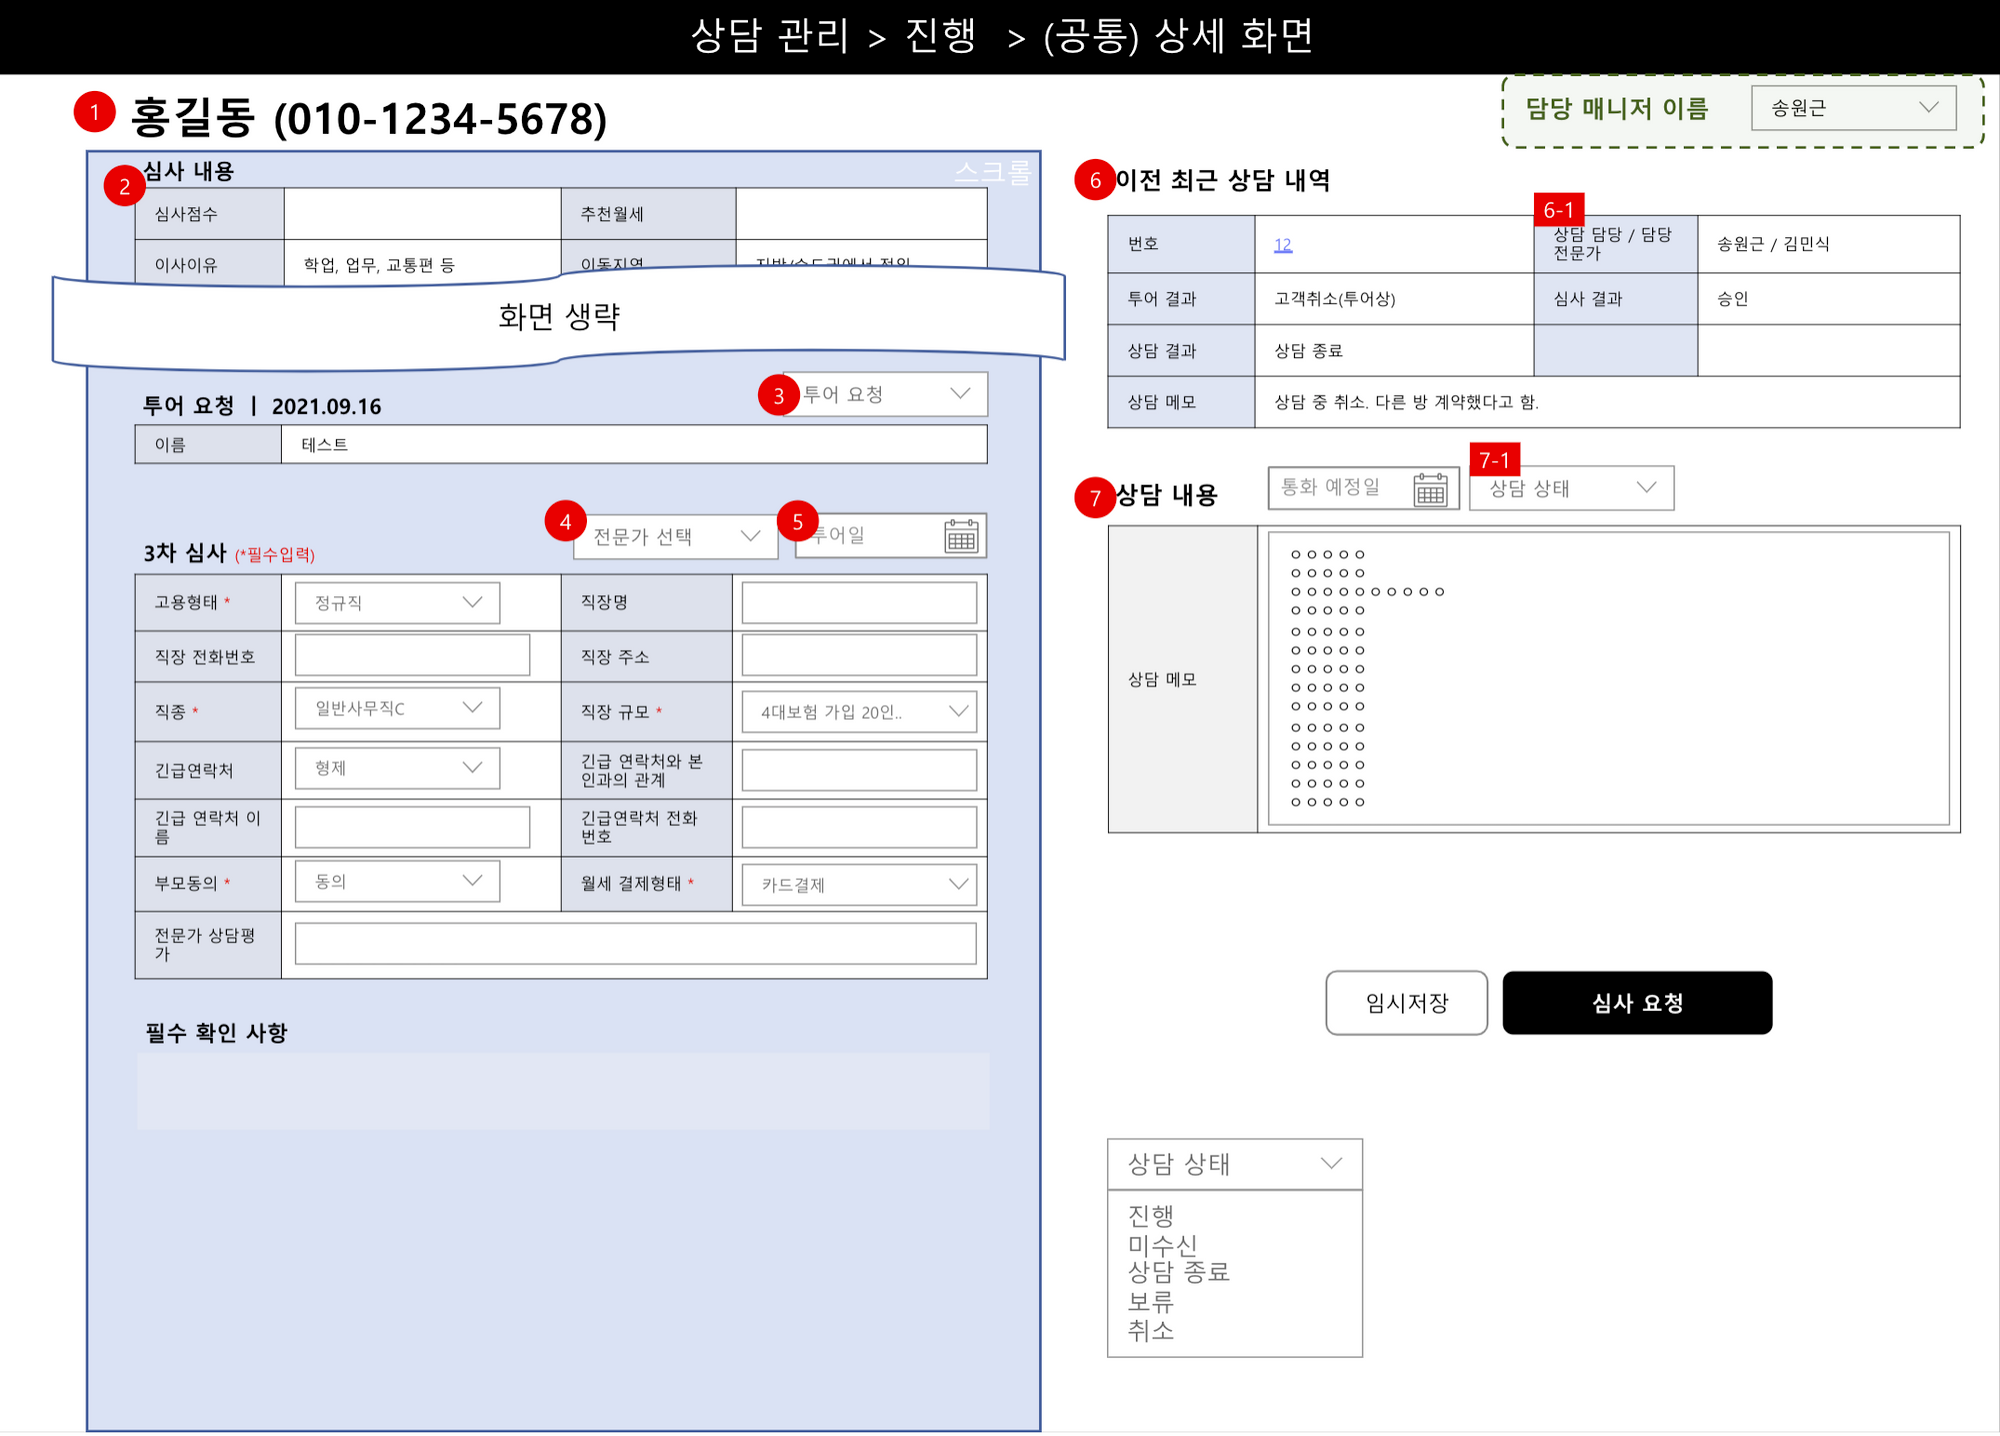 상담 관리 > 진행 > (공통) 상세 화면
1 홍길동 (010-1234-5678)
담당 매니저 이름 송원근
2 심사 내용 스크롤
심사점수 추천월세
이사이유 학업, 업무, 교통편 등 이동지역
화면 생략
투어 요청 | 2021.09.16 3 투어 요청
이름 테스트
3차 심사 (*필수입력) 4 전문가 선택 5 투어일
고용형태 * 정규직 직장명
직장 전화번호 직장 주소
직종 * 일반사무직C 직장 규모 * 4대보험 가입 20인..
긴급연락처 형제 긴급 연락처와 본
인과의 관계
긴급 연락처 이
름
긴급연락처 전화
번호
부모동의 * 동의 월세 결제형태 * 카드결제
전문가 상담평
가
필수 확인 사항
6 이전 최근 상담 내역
6-1
번호 12 상담 담당 / 담당
전문가 송원근 / 김민식
투어 결과 고객취소(투어상) 심사 결과 승인
상담 결과 상담 종료
상담 메모 상담 중 취소. 다른 방 계약했다고 함.
7-1
7 상담 내용 통화 예정일 상담 상태
상담 메모
ㅇㅇㅇㅇㅇ
ㅇㅇㅇㅇㅇ
ㅇㅇㅇㅇㅇㅇㅇㅇㅇㅇ
ㅇㅇㅇㅇㅇ
ㅇㅇㅇㅇㅇ
ㅇㅇㅇㅇㅇ
ㅇㅇㅇㅇㅇ
ㅇㅇㅇㅇㅇ
ㅇㅇㅇㅇㅇ
ㅇㅇㅇㅇㅇ
ㅇㅇㅇㅇㅇ
ㅇㅇㅇㅇㅇ
ㅇㅇㅇㅇㅇ
ㅇㅇㅇㅇㅇ
임시저장 심사 요청
상담 상태
진행
미수신
상담 종료
보류
취소